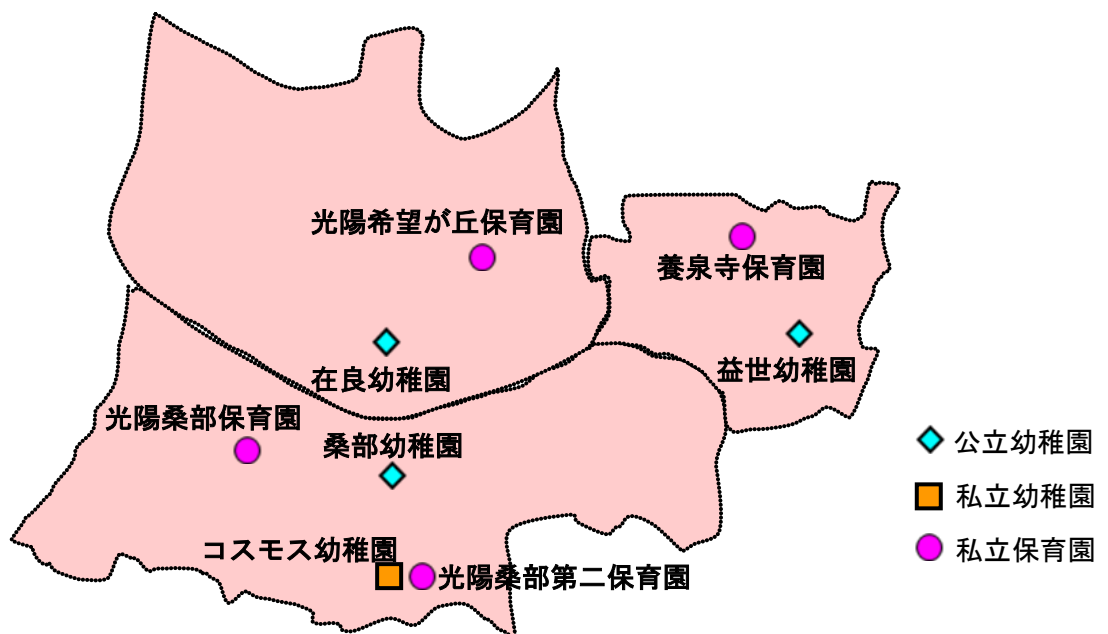 光陽希望が丘保育園
養泉寺保育園
在良幼稚園
益世幼稚園
光陽桑部保育園
桑部幼稚園
公立幼稚園
私立幼稚園
コスモス幼稚園
私立保育園
光陽桑部第二保育園